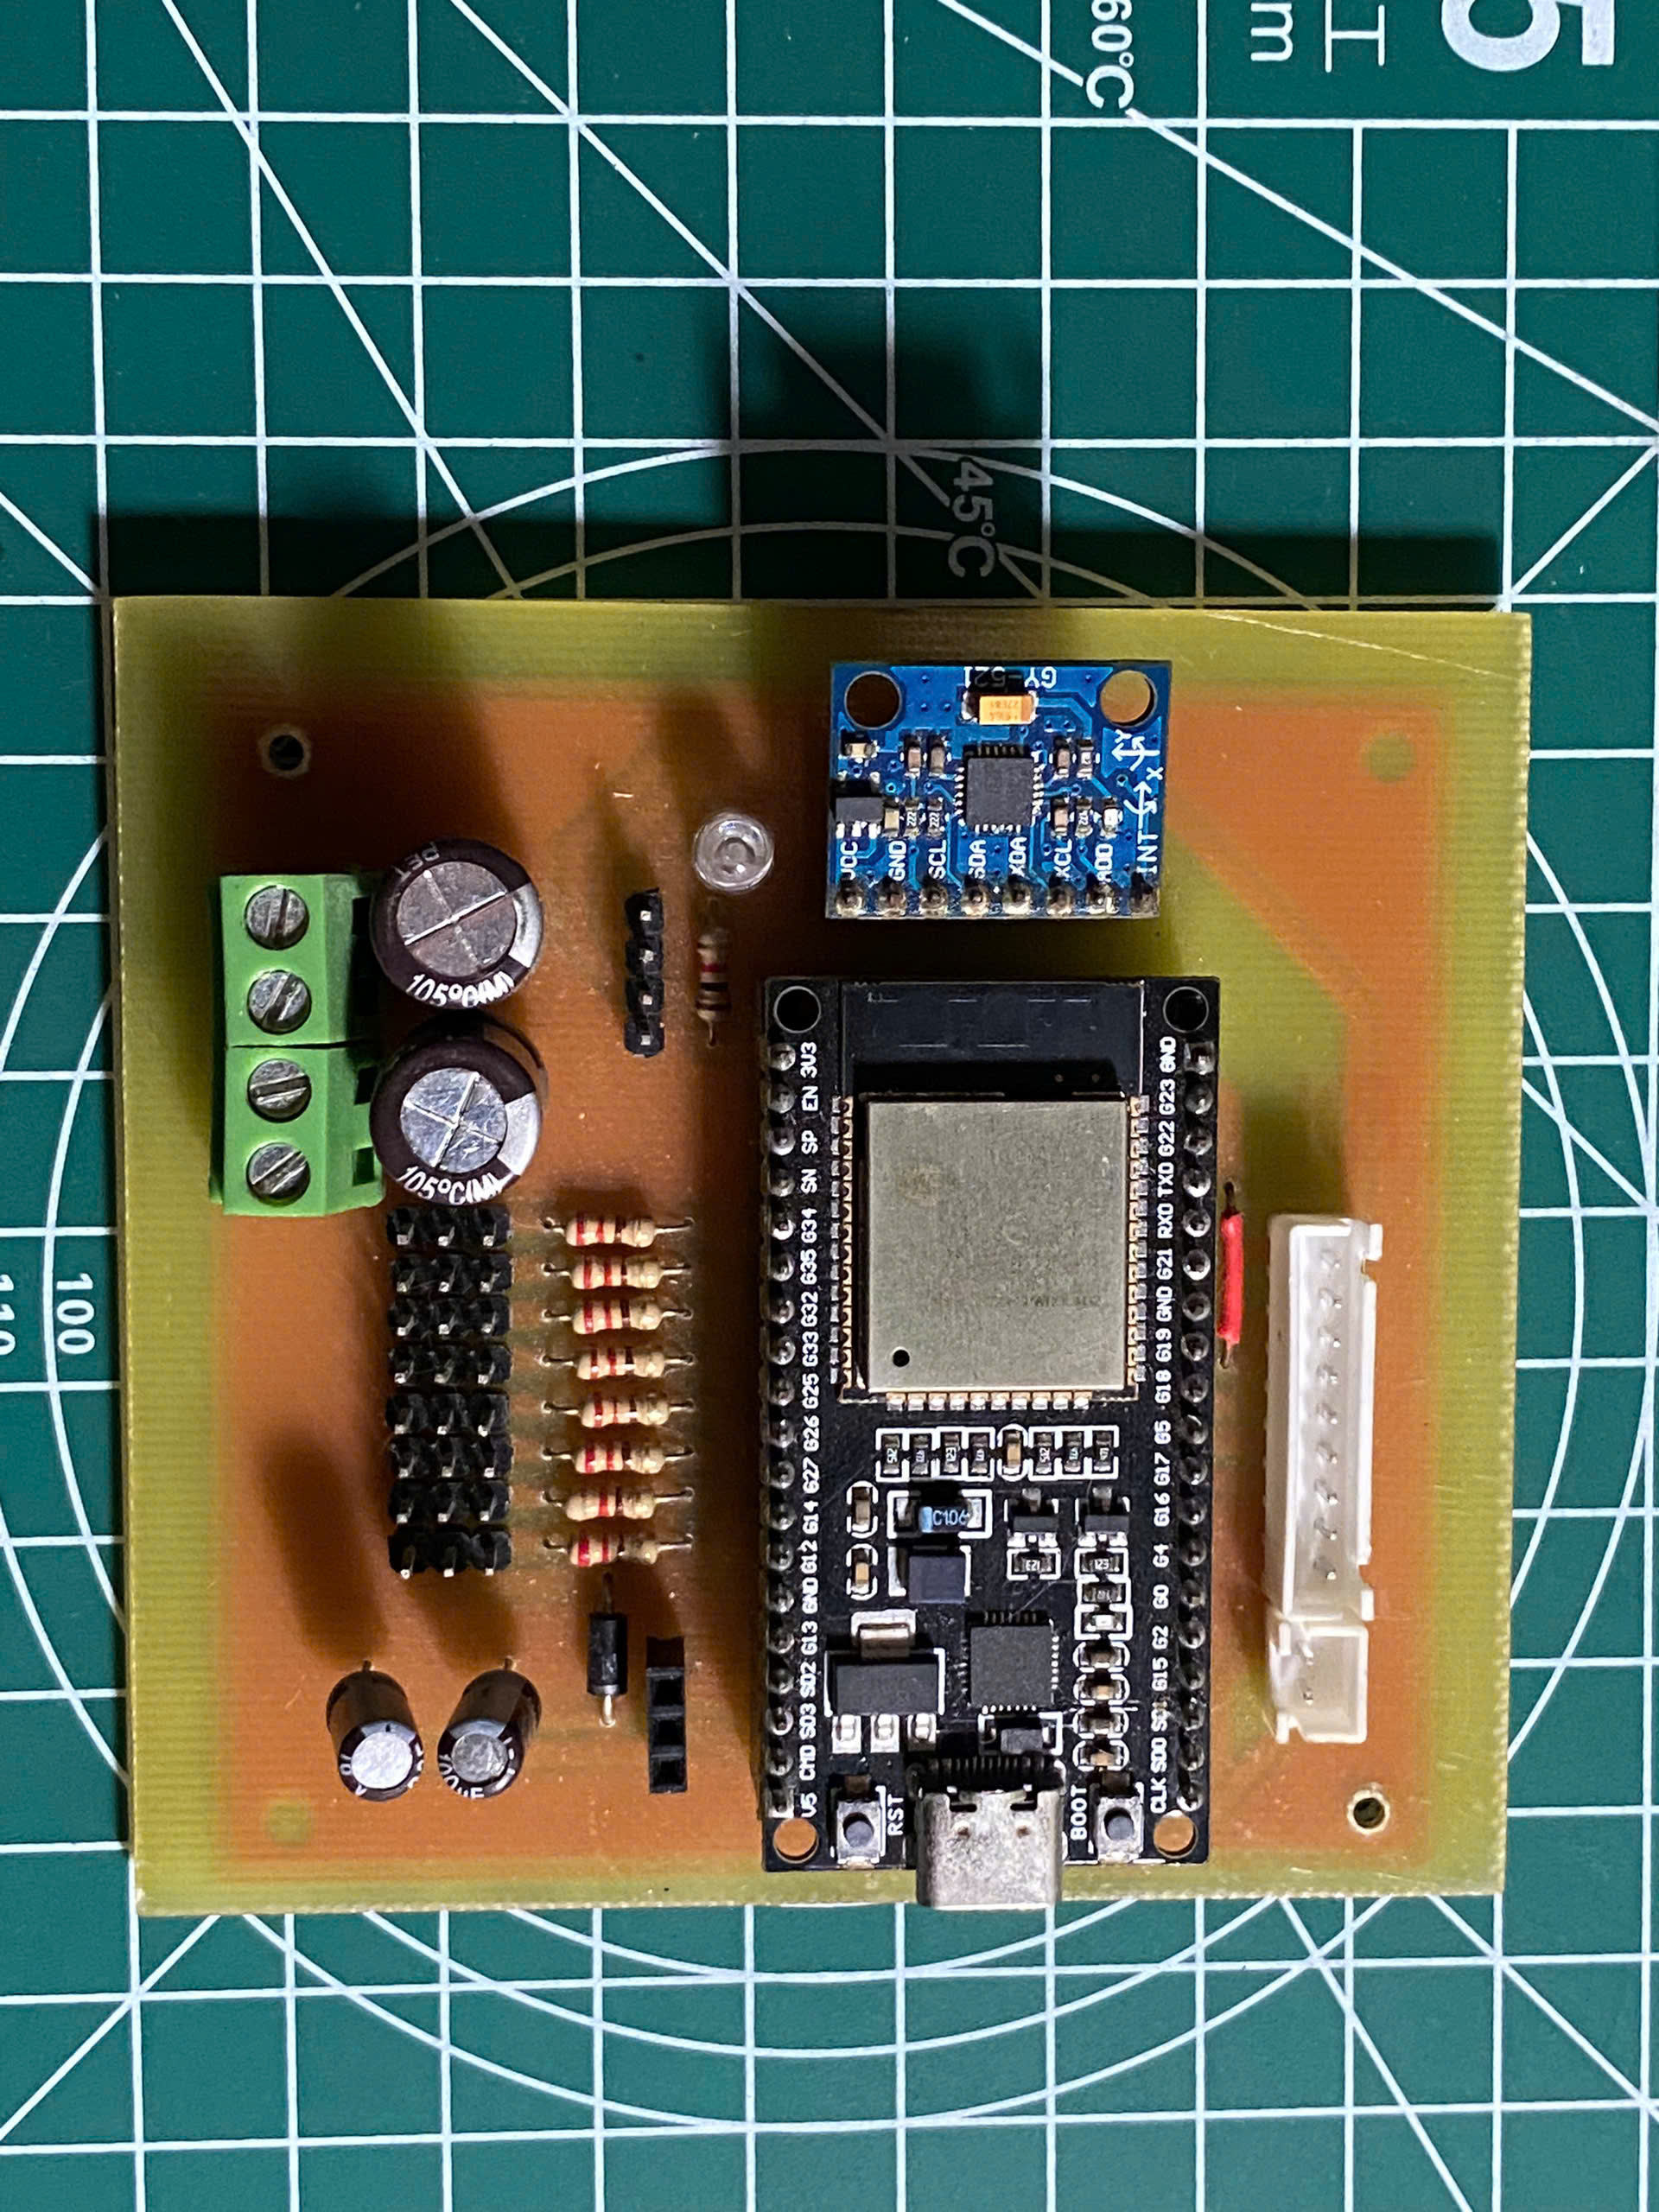 60°C
5
m
45°C
GY-521
Y
X
VCC
GND
SCL
SDA
XDA
XCL
ADD
INT
105°C(M)
105°C(M)
3V3
EN
SP
SN
G34
G35
G32
G33
G25
G26
G27
G14
G12
GND
G13
SD2
SD3
CMD
V5
GND
G23
G22
TXD
RXD
G21
GND
G19
G18
G5
G17
G16
G4
G0
G2
G15
SD1
SD0
CLK
C106
RST
BOOT
100
110